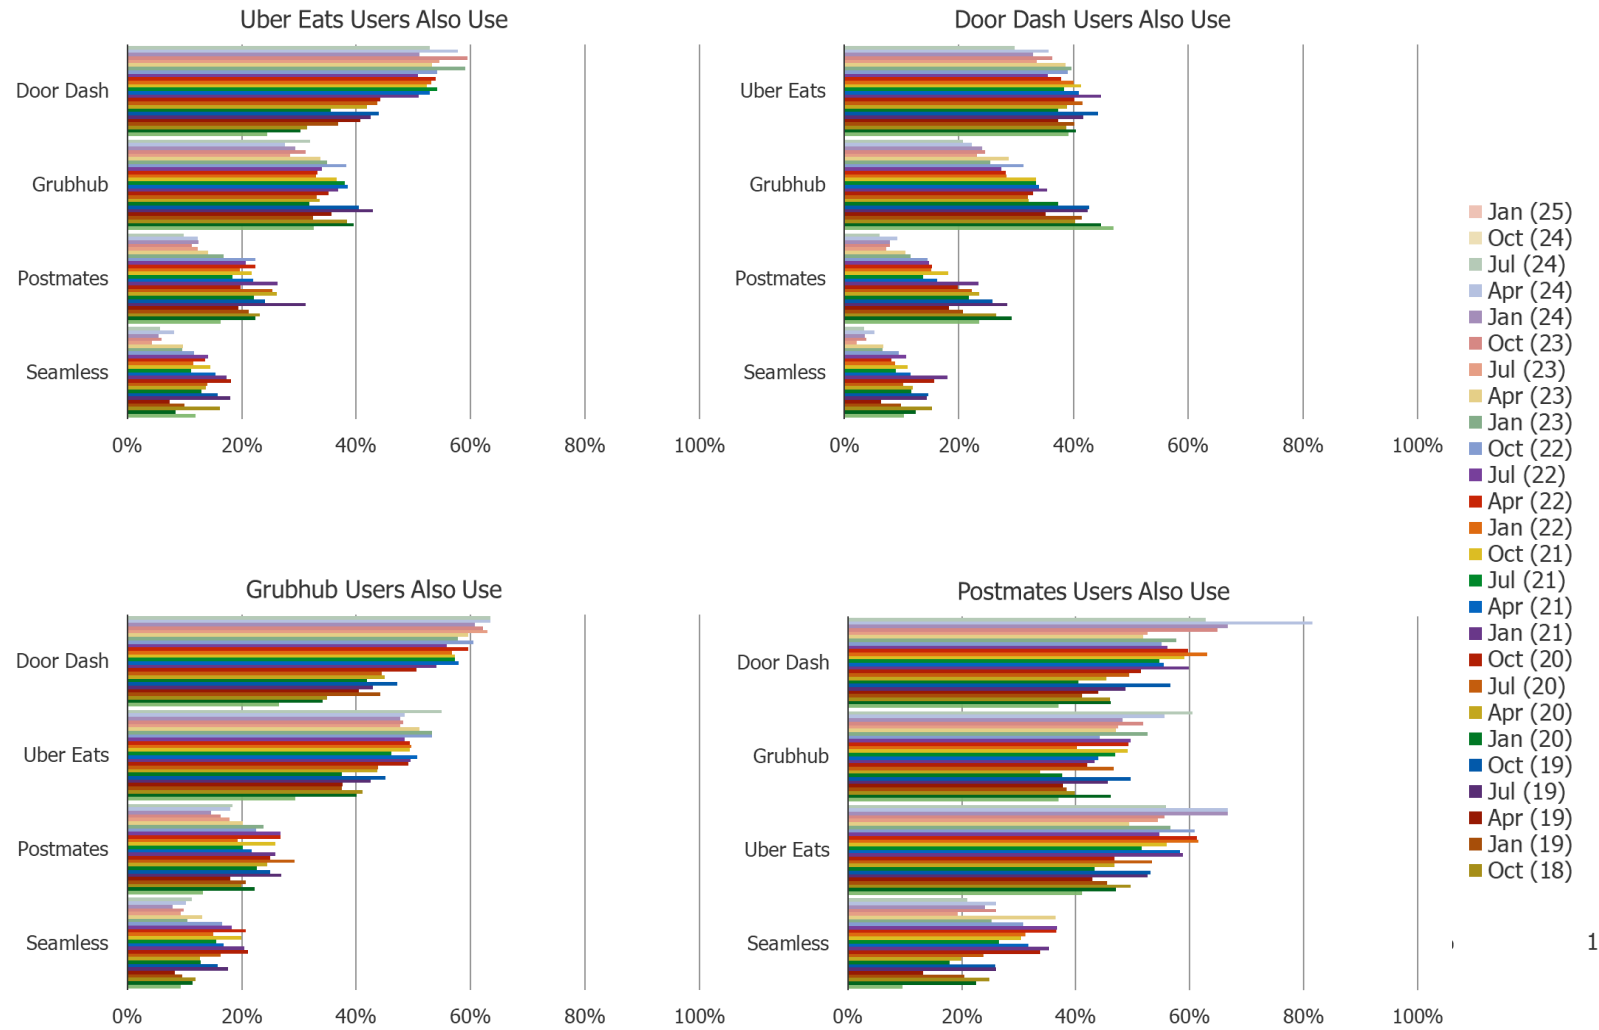 Uber Eats Users Also Use
Door Dash
Grubhub
Postmates
Seamless
0% 20% 40% 60% 80% 100%
Door Dash Users Also Use
Uber Eats
Grubhub
Postmates
Seamless
0% 20% 40% 60% 80% 100%
Grubhub Users Also Use
Door Dash
Uber Eats
Postmates
Seamless
0% 20% 40% 60% 80% 100%
Postmates Users Also Use
Door Dash
Grubhub
Uber Eats
Seamless
0% 20% 40% 60% 80% 100%
Jan (25)
Oct (24)
Jul (24)
Apr (24)
Jan (24)
Oct (23)
Jul (23)
Apr (23)
Jan (23)
Oct (22)
Jul (22)
Apr (22)
Jan (22)
Oct (21)
Jul (21)
Apr (21)
Jan (21)
Oct (20)
Jul (20)
Apr (20)
Jan (20)
Oct (19)
Jul (19)
Apr (19)
Jan (19)
Oct (18)
1